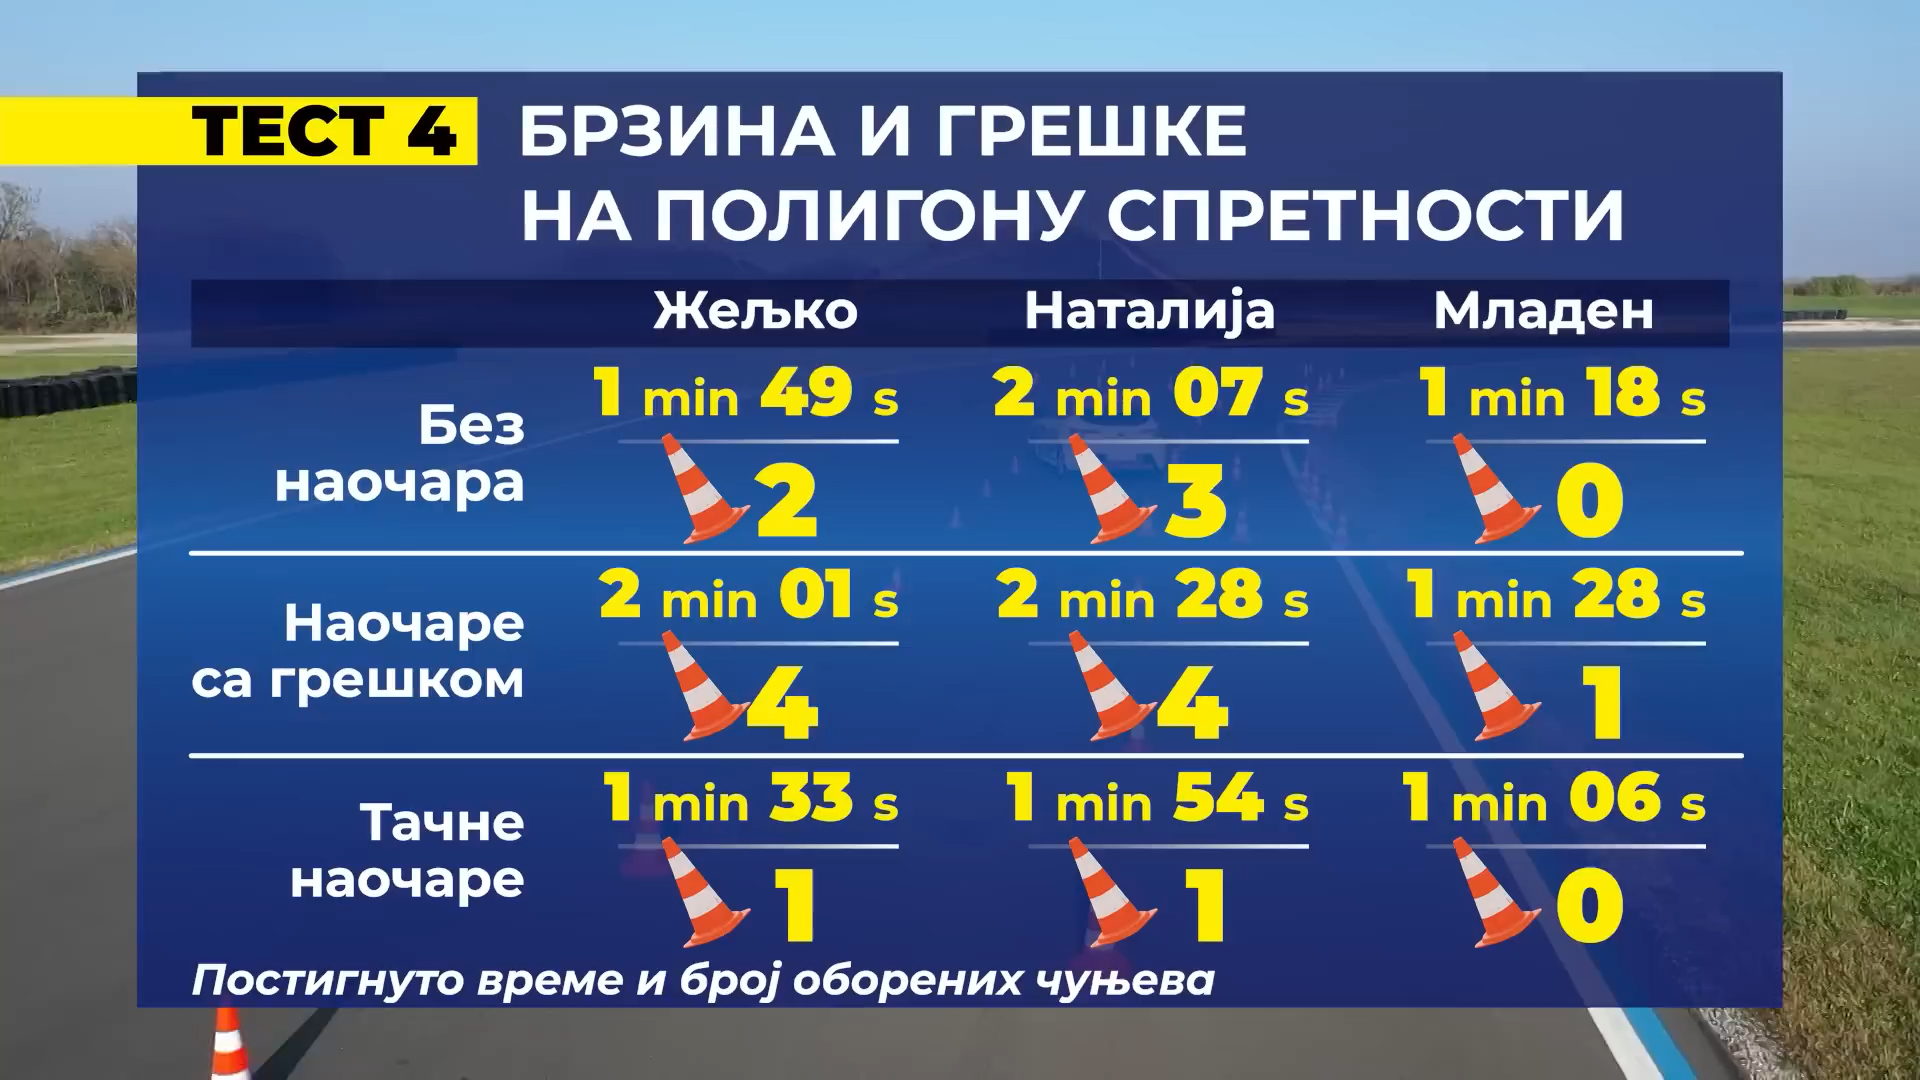 ТЕСТ 4 БРЗИНА И ГРЕШКЕ
НА ПОЛИГОНУ СПРЕТНОСТИ
Жељко Наталија Младен
Без
наочара
1 min 49 s 2 min 07 s 1 min 18 s
2 3 0
Наочаре
са грешком
2 min 01 s 2 min 28 s 1 min 28 s
4 4 1
Тачне
наочаре
1 min 33 s 1 min 54 s 1 min 06 s
1 1 0
Постигнуто време и број оборених чуњева